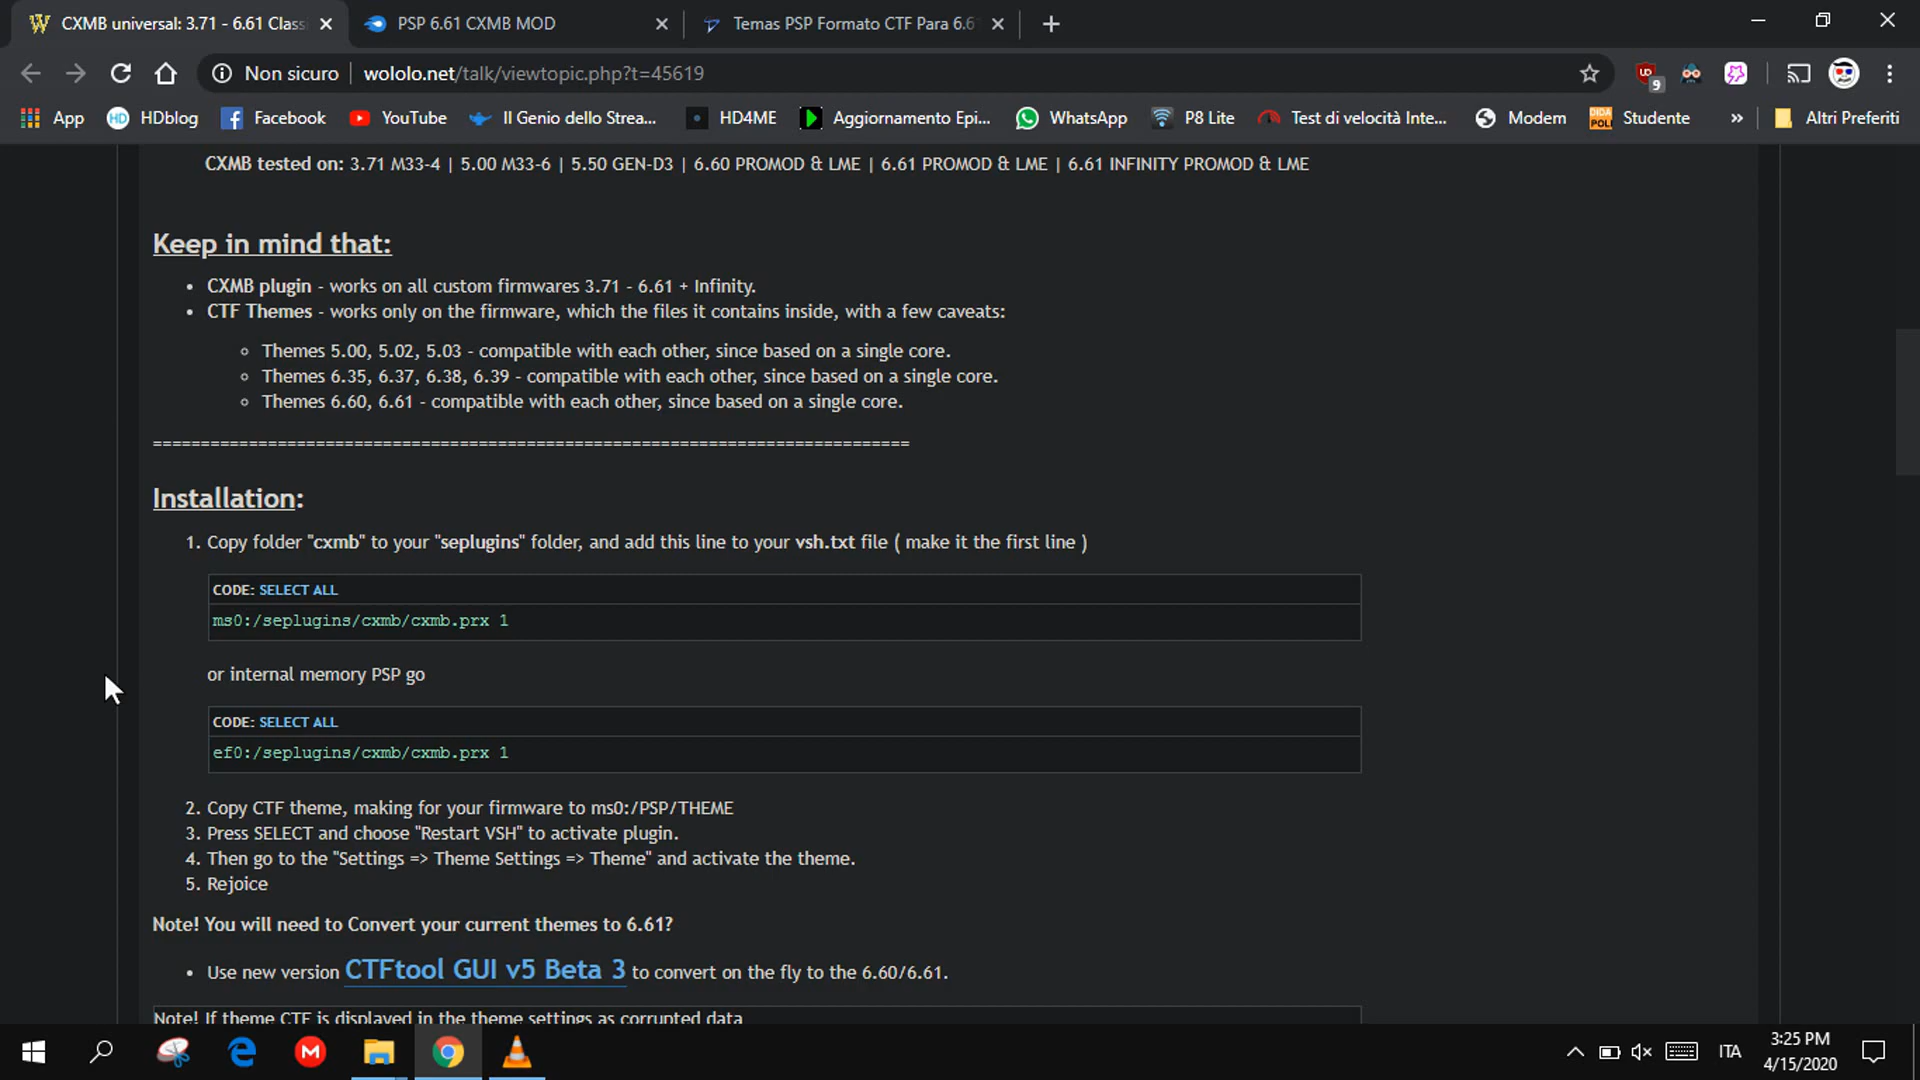 CXMB universal: 3.71 - 6.61 Class
PSP 6.61 CXMB MOD
Temas PSP Formato CTF Para 6.6
Non sicuro
wololo.net/talk/viewtopic.php?t=45619
9
App
HDblog
Facebook
YouTube
Il Genio dello Strea...
HD4ME
Aggiornamento Epi...
WhatsApp
P8 Lite
Test di velocità Inte...
Modem
Studente
»
Altri Preferiti
CXMB tested on: 3.71 M33-4 | 5.00 M33-6 | 5.50 GEN-D3 | 6.60 PROMOD & LME | 6.61 PROMOD & LME | 6.61 INFINITY PROMOD & LME
Keep in mind that:
• CXMB plugin - works on all custom firmwares 3.71 - 6.61 + Infinity.
• CTF Themes - works only on the firmware, which the files it contains inside, with a few caveats:
Themes 5.00, 5.02, 5.03 - compatible with each other, since based on a single core.
Themes 6.35, 6.37, 6.38, 6.39 - compatible with each other, since based on a single core.
Themes 6.60, 6.61 - compatible with each other, since based on a single core.
===============================================================================
Installation:
1. Copy folder "cxmb" to your "seplugins" folder, and add this line to your vsh.txt file ( make it the first line )
CODE: SELECT ALL
ms0:/seplugins/cxmb/cxmb.prx 1
or internal memory PSP go
CODE: SELECT ALL
ef0:/seplugins/cxmb/cxmb.prx 1
2. Copy CTF theme, making for your firmware to ms0:/PSP/THEME
3. Press SELECT and choose "Restart VSH" to activate plugin.
4. Then go to the "Settings => Theme Settings => Theme" and activate the theme.
5. Rejoice
Note! You will need to Convert your current themes to 6.61?
• Use new version CTFtool GUI v5 Beta 3 to convert on the fly to the 6.60/6.61.
Note! If theme CTF is displayed in the theme settings as corrupted data
ITA
3:25 PM
4/15/2020